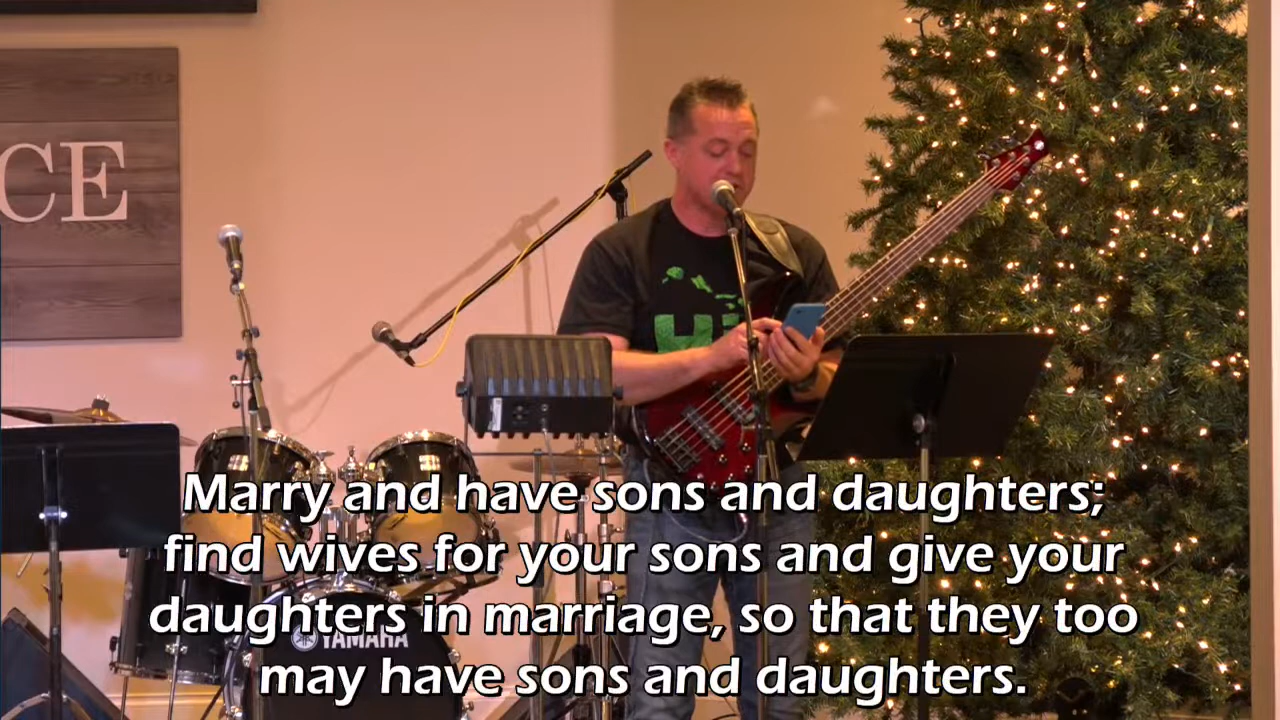 CE
Hi
Marry and have sons and daughters;
find wives for your sons and give your
daughters in marriage, so that they too
may have sons and daughters.
YAMAHA